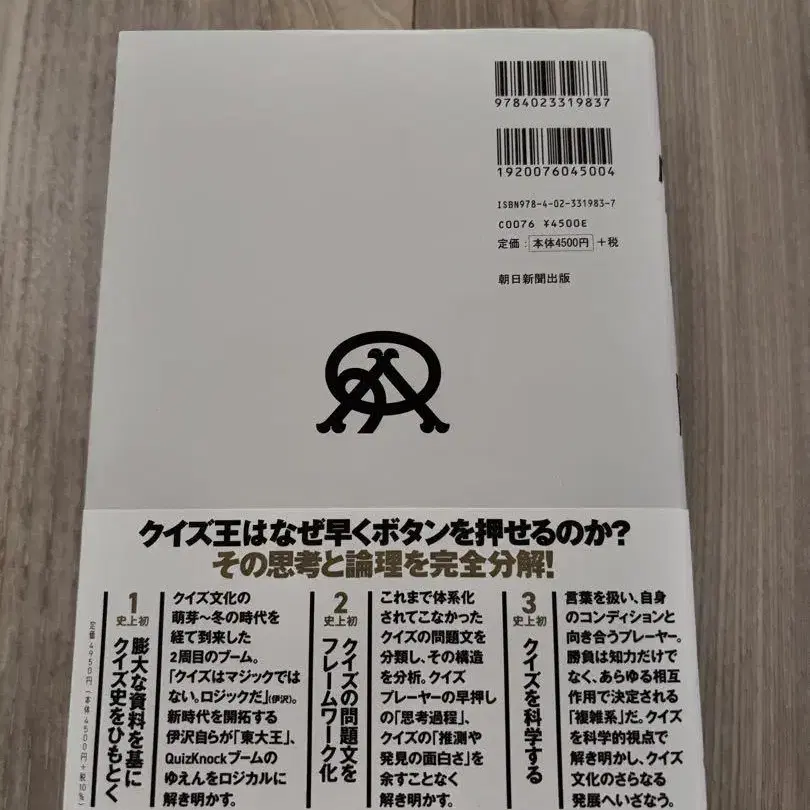 9784023319837
1920076045004
ISBN978-4-02-331983-7
C0076 ¥4500E
定価：本体4500円＋税
朝日新聞出版
クイズ王はなぜ早くボタンを押せるのか？
その思考と論理を完全分解！
1
史上初
膨大な資料を基に
クイズ史をひもとく
クイズ文化の
萌芽〜冬の時代を
経て到来した
2周目のブーム。
「クイズはマジックでは
ない。ロジックだ」(伊沢)。
新時代を開拓する
伊沢自らが「東大王」、
QuizKnockブームの
ゆえんをロジカルに
解き明かす。
2
史上初
クイズの問題文を
フレームワーク化
これまで体系化
されてこなかった
クイズの問題文を
分類し、その構造
を分析。クイズ
プレーヤーの早押し
の「思考過程」、
クイズの「推測や
発見の面白さ」を
余すことなく
解き明かす。
3
史上初
クイズを科学する
言葉を扱い、自身
のコンディションと
向き合うプレーヤー。
勝負は知力だけで
なく、あらゆる相互
作用で決定される
「複雑系」だ。クイズ
を科学的視点で
解き明かし、クイズ
文化のさらなる
発展へいざなう。
定価4950円(本体4500円+税10%)